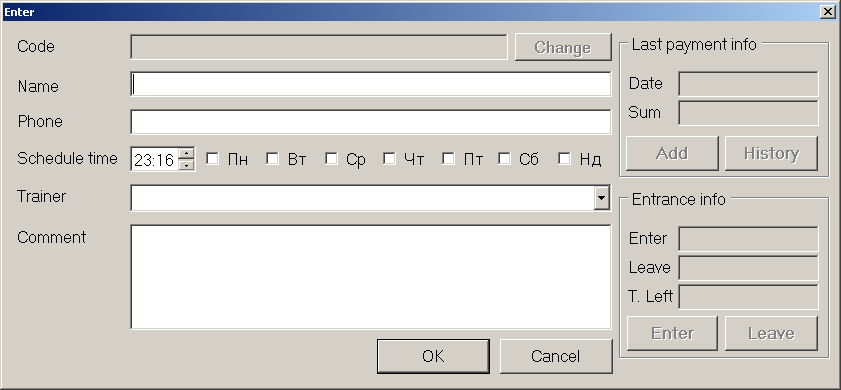 Enter
Code
Change
Name
Phone
Schedule time 23:16 Пн Вт Ср Чт Пт Сб Нд
Trainer
Comment
OK Cancel
Last payment info
Date
Sum
Add History
Entrance info
Enter
Leave
T. Left
Enter Leave